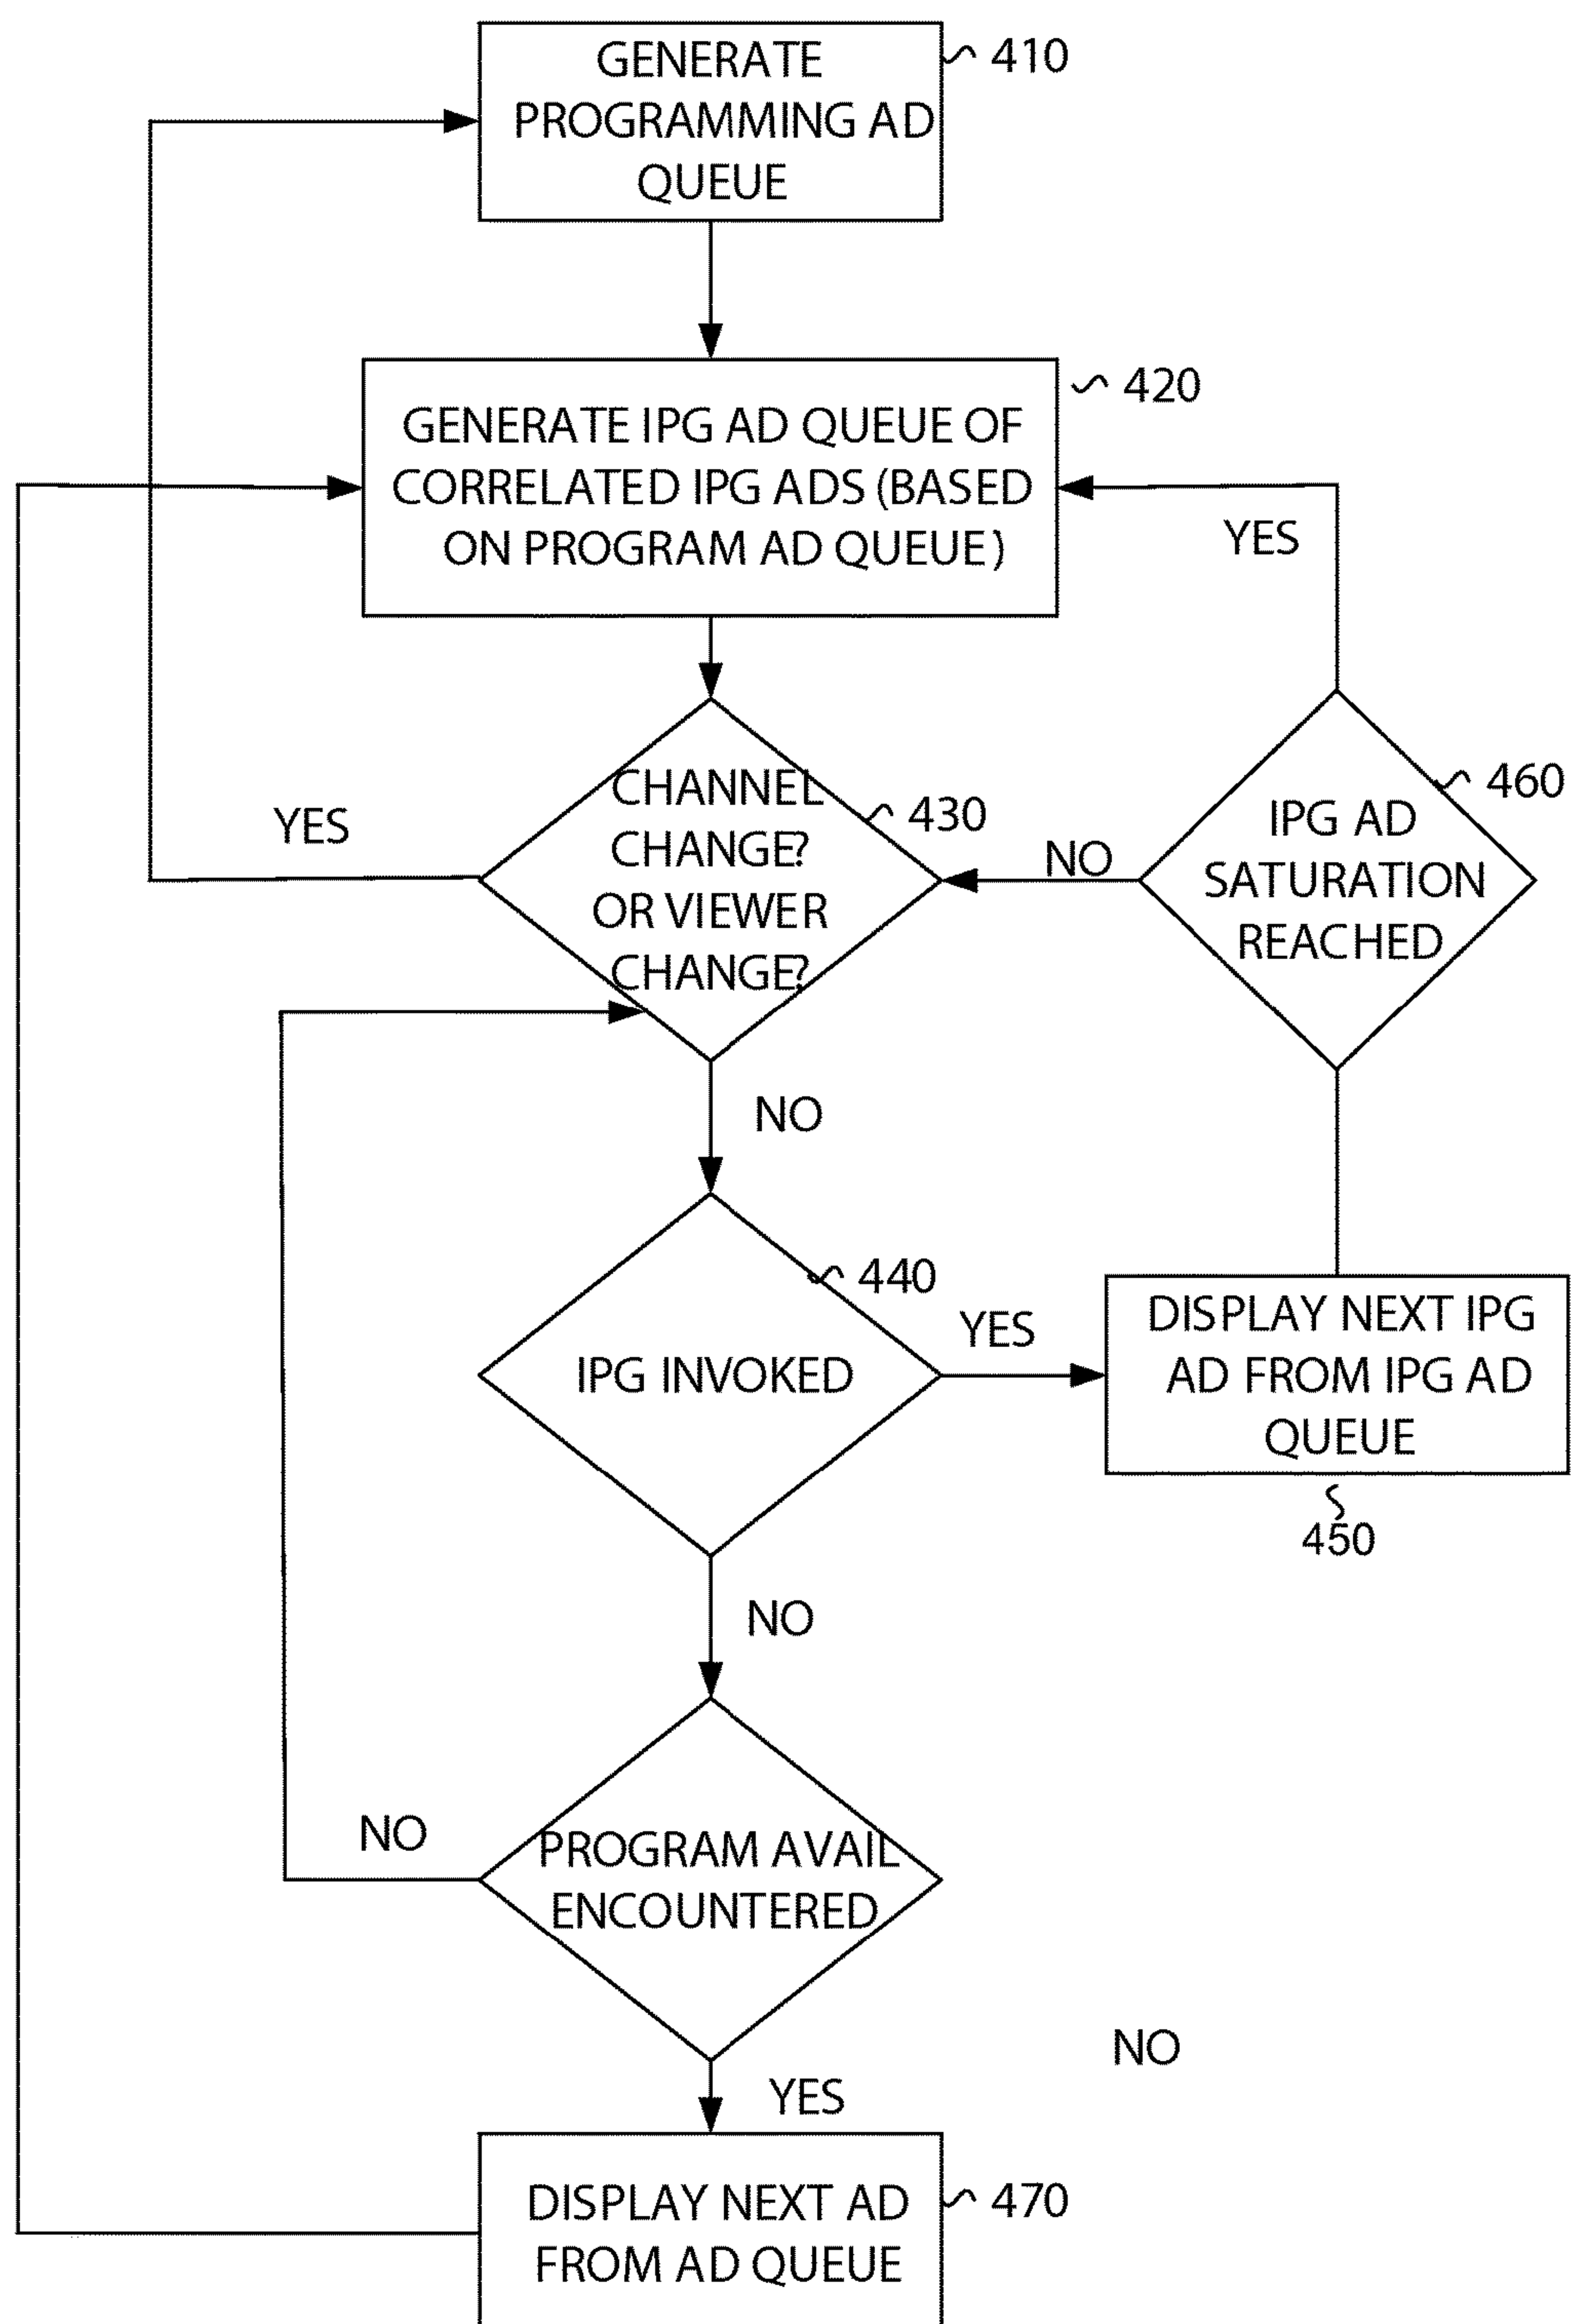 GENERATE
PROGRAMMING AD
QUEUE
410
GENERATE IPG AD QUEUE OF
CORRELATED IPG ADS (BASED
ON PROGRAM AD QUEUE)
420
YES
CHANNEL
CHANGE?
OR VIEWER
CHANGE?
430
YES
NO
IPG AD
SATURATION
REACHED
460
NO
IPG INVOKED
440
YES
DISPLAY NEXT IPG
AD FROM IPG AD
QUEUE
450
NO
PROGRAM AVAIL
ENCOUNTERED
NO
NO
YES
DISPLAY NEXT AD
FROM AD QUEUE
470